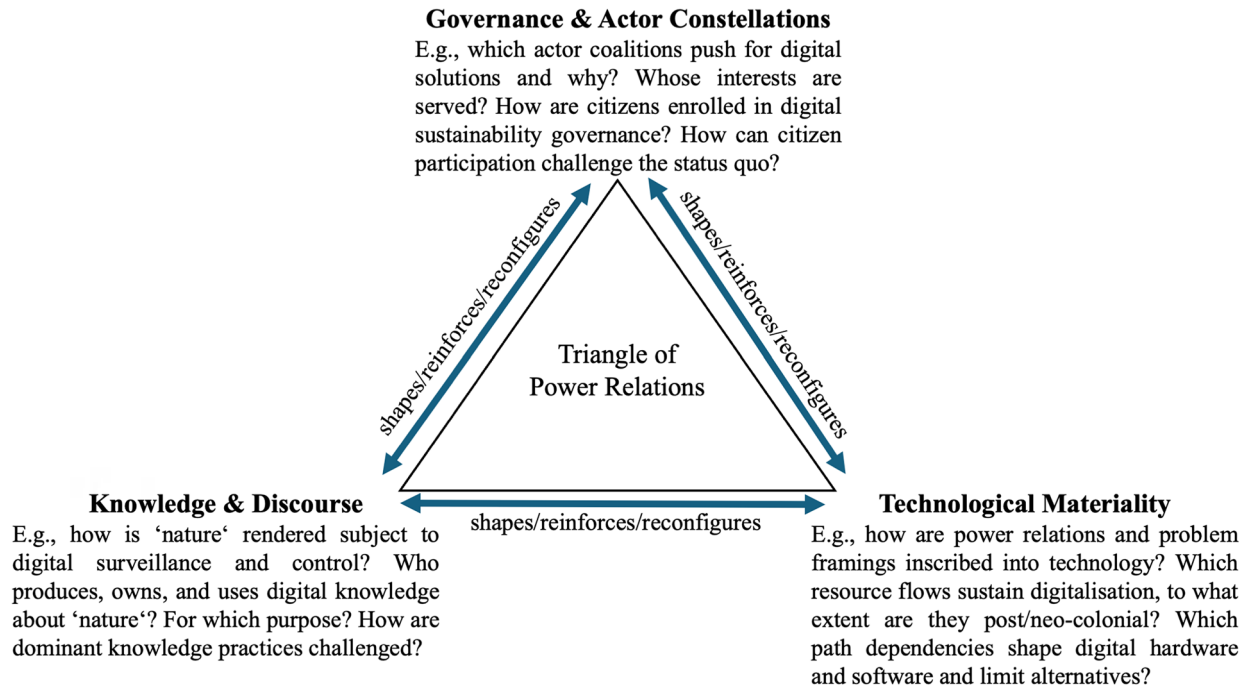 Governance & Actor Constellations
E.g., which actor coalitions push for digital
solutions and why? Whose interests are
served? How are citizens enrolled in digital
sustainability governance? How can citizen
participation challenge the status quo?
shapes/reinforces/reconfigures
shapes/reinforces/reconfigures
Triangle of
Power Relations
Knowledge & Discourse
E.g., how is ‘nature‘ rendered subject to
digital surveillance and control? Who
produces, owns, and uses digital knowledge
about ‘nature‘? For which purpose? How are
dominant knowledge practices challenged?
shapes/reinforces/reconfigures
Technological Materiality
E.g., how are power relations and problem
framings inscribed into technology? Which
resource flows sustain digitalisation, to what
extent are they post/neo-colonial? Which
path dependencies shape digital hardware
and software and limit alternatives?